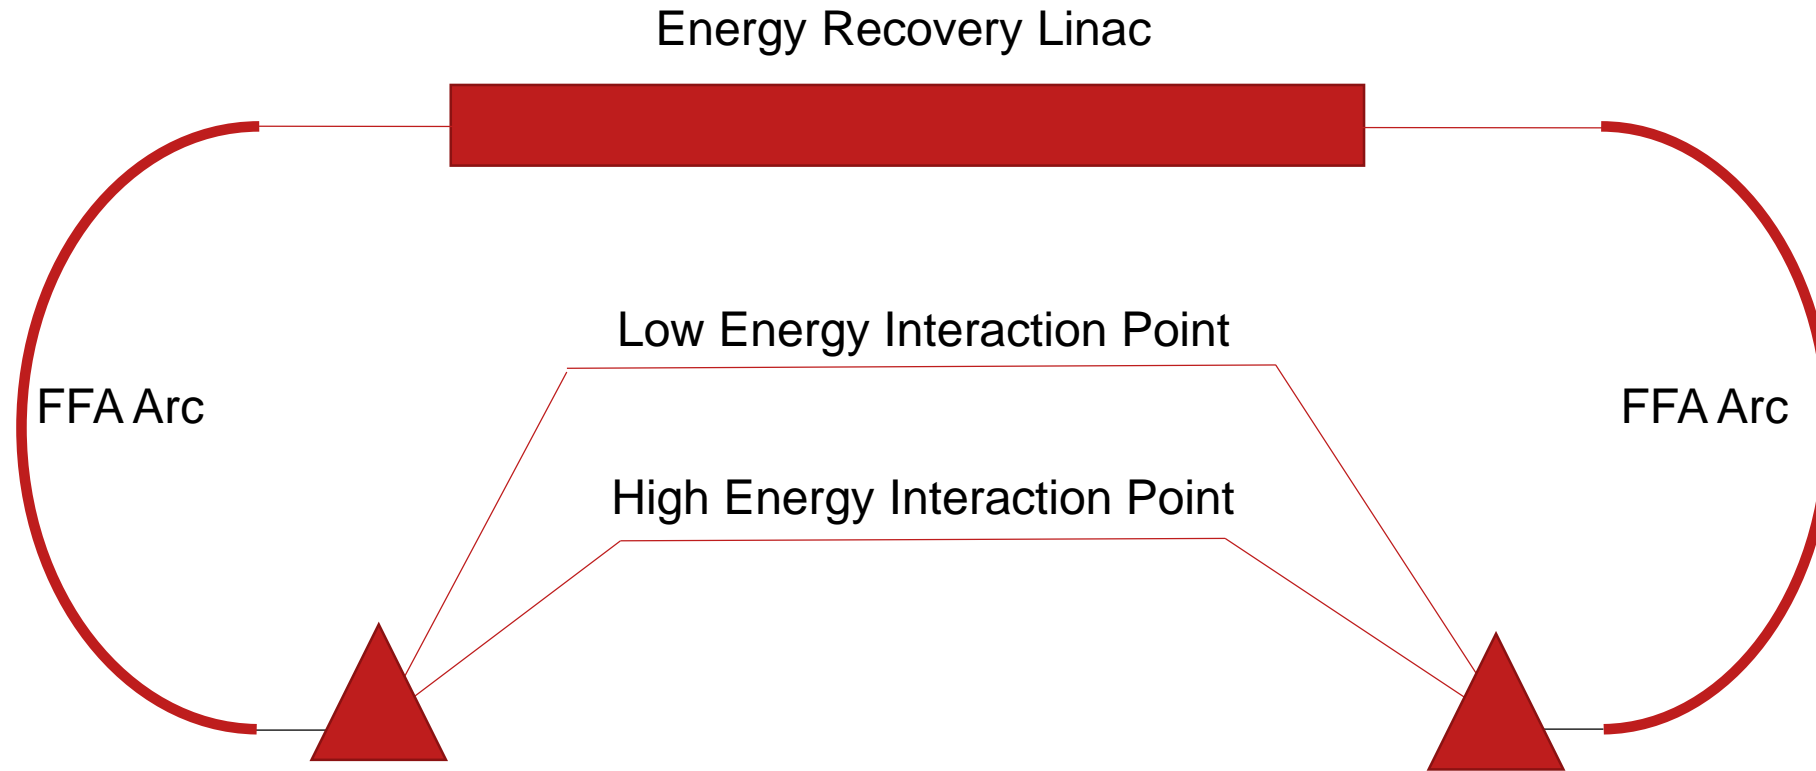 Energy Recovery Linac
Low Energy Interaction Point
FFA Arc
FFA Arc
High Energy Interaction Point